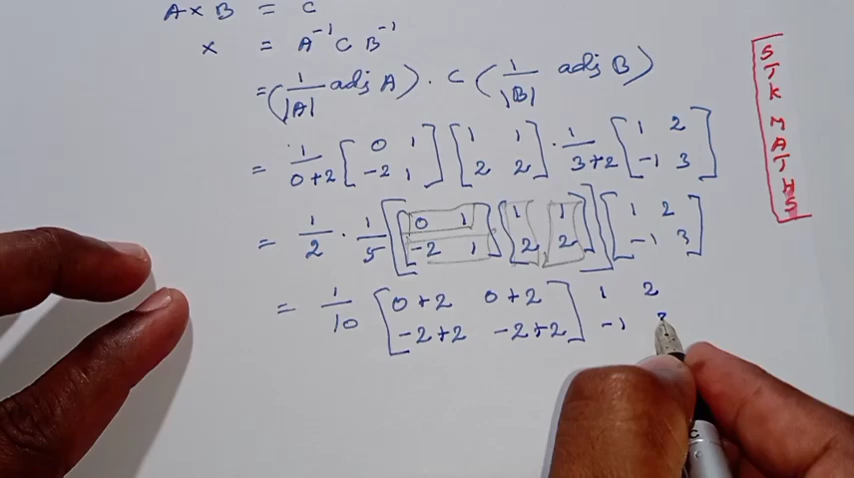 A X B = C
X = A⁻¹ C B⁻¹
= (1/|A| adj A) . C (1/|B| adj B)
= 1/0+2 [0 1 -2 1] [1 1 2 2] . 1/3+2 [1 2 -1 3]
= 1/2 . 1/5 [[0 1 -2 1] [1 1 2 2]] [1 2 -1 3]
= 1/10 [0+2 0+2 -2+2 -2+2] 1 2 -1
STK MATHS